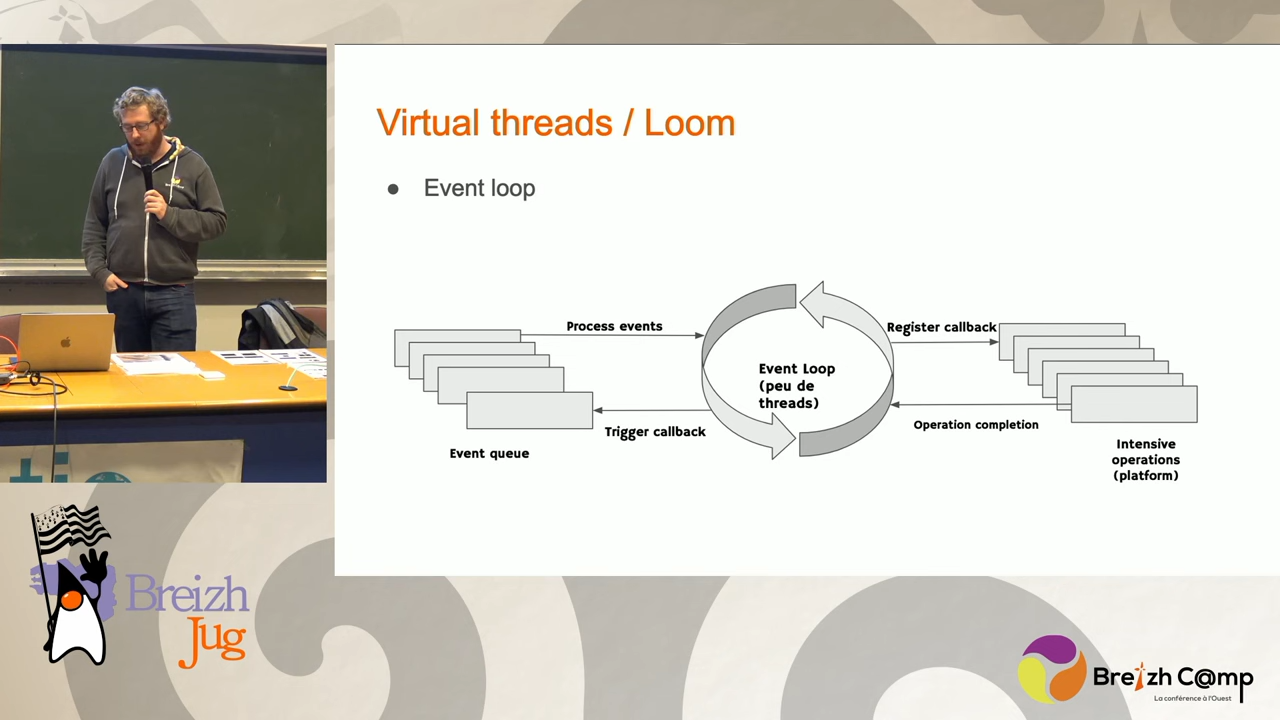 Virtual threads / Loom
● Event loop
Process events
Register callback
Event Loop
(peu de
threads)
Trigger callback
Operation completion
Event queue
Intensive
operations
(platform)
Breizh
Jug
Breizh C@mp
La conférence à l'Ouest